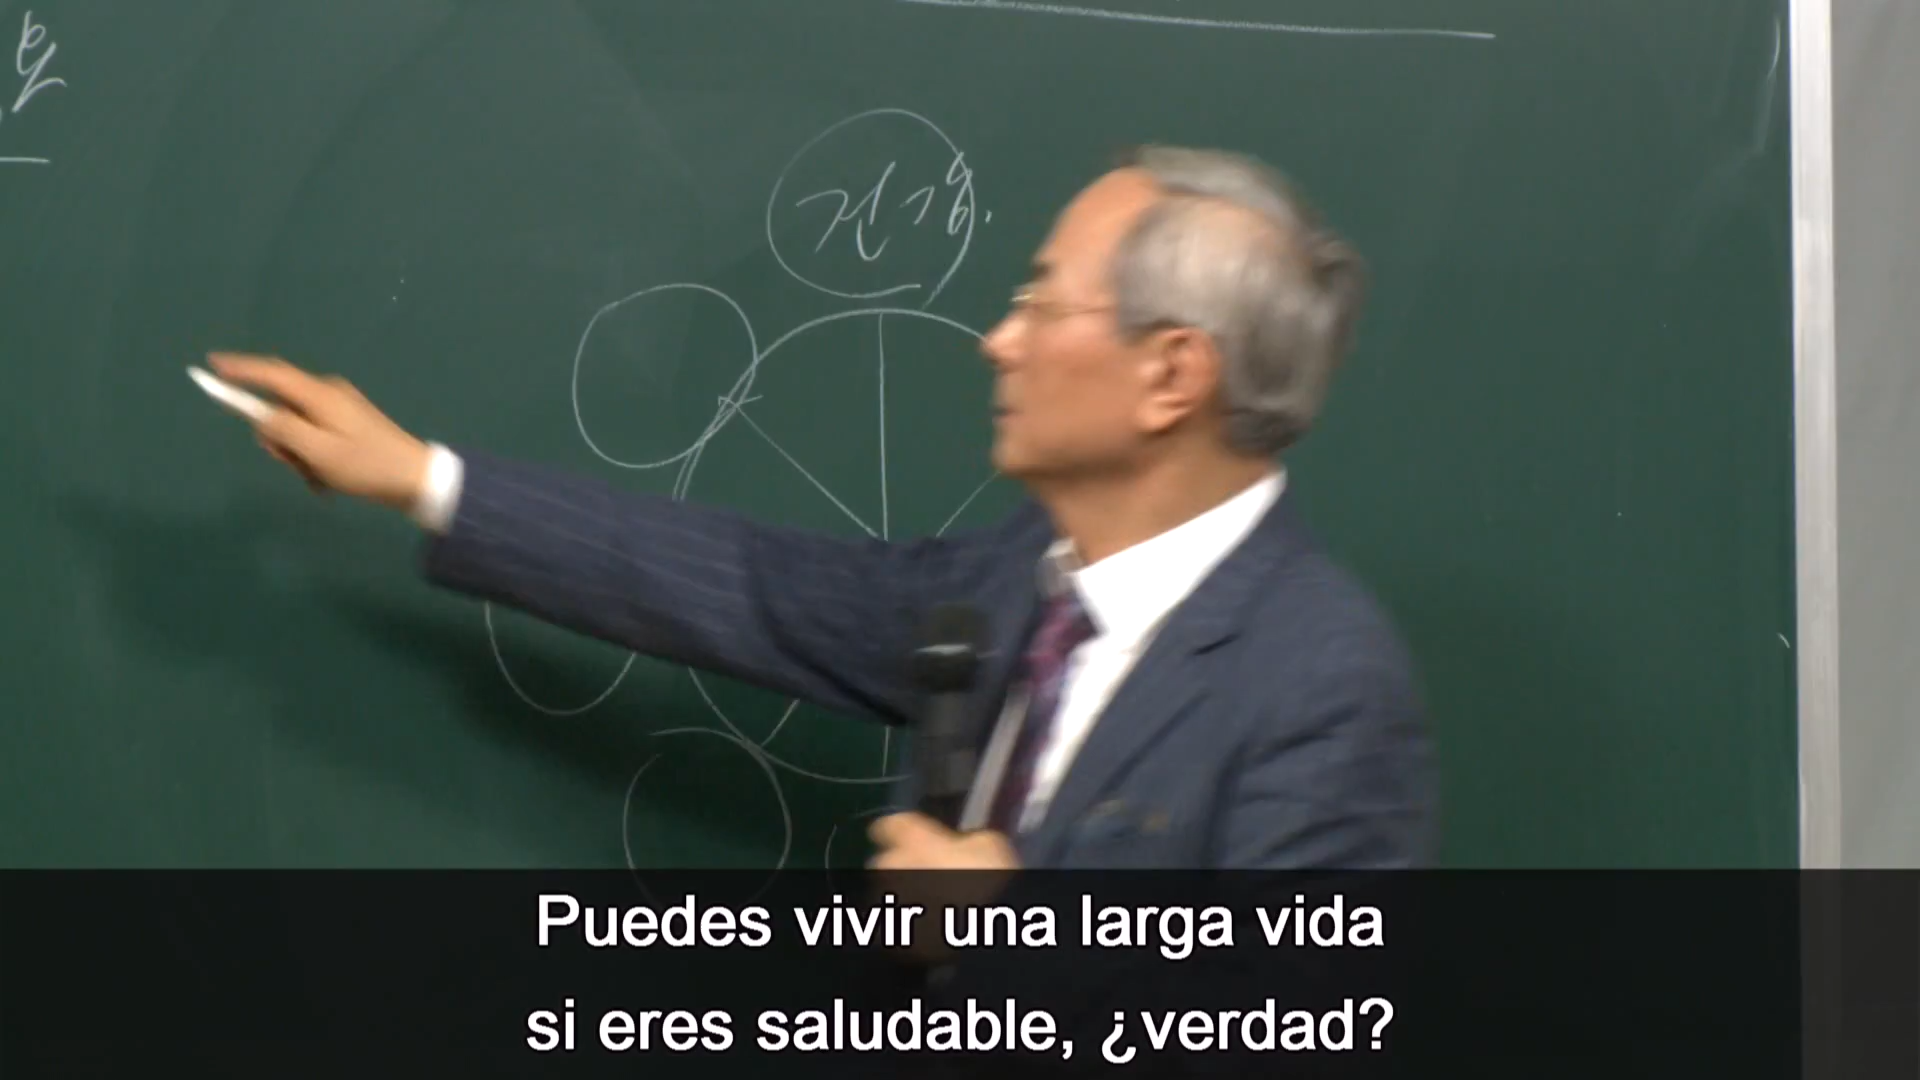 건강.
Puedes vivir una larga vida
si eres saludable, ¿verdad?